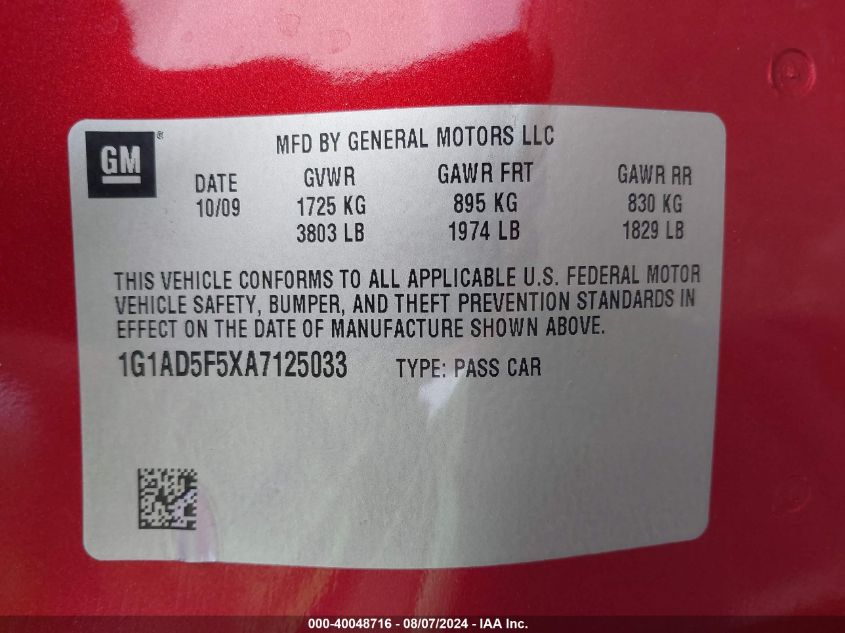 GM ®
MFD BY GENERAL MOTORS LLC
DATE GVWR GAWR FRT GAWR RR
10/09 1725 KG 895 KG 830 KG
3803 LB 1974 LB 1829 LB
THIS VEHICLE CONFORMS TO ALL APPLICABLE U.S. FEDERAL MOTOR
VEHICLE SAFETY, BUMPER, AND THEFT PREVENTION STANDARDS IN
EFFECT ON THE DATE OF MANUFACTURE SHOWN ABOVE.
1G1AD5F5XA7125033 TYPE: PASS CAR
000-40048716 - 08/07/2024 - IAA Inc.